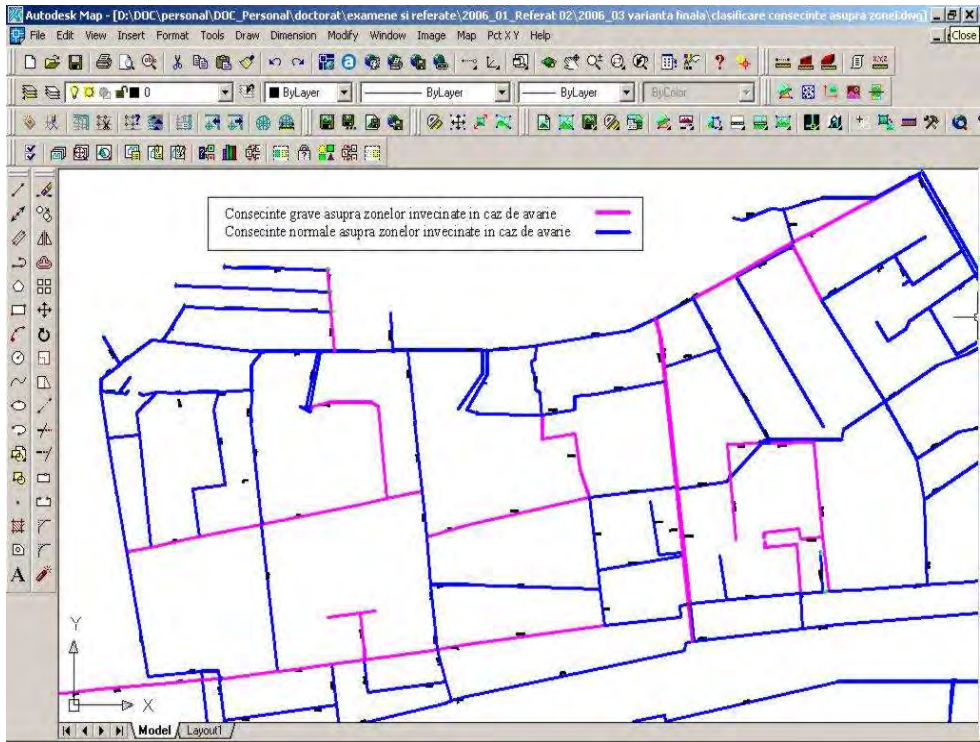 Autodesk Map - [D:\DOC\personal\DOC_Personal\doctorat\examene si referate\2006_01_Referat 02\2006_03 varianta finala\clasificare consecinte asupra zonei.dwg]
File Edit View Insert Format Tools Draw Dimension Modify Window Image Map Pct X Y Help
Close
0 ByLayer ByLayer ByLayer ByColor
Consecinte grave asupra zonelor invecinate in caz de avarie
Consecinte normale asupra zonelor invecinate in caz de avarie
A
Y
X
Model Layout1